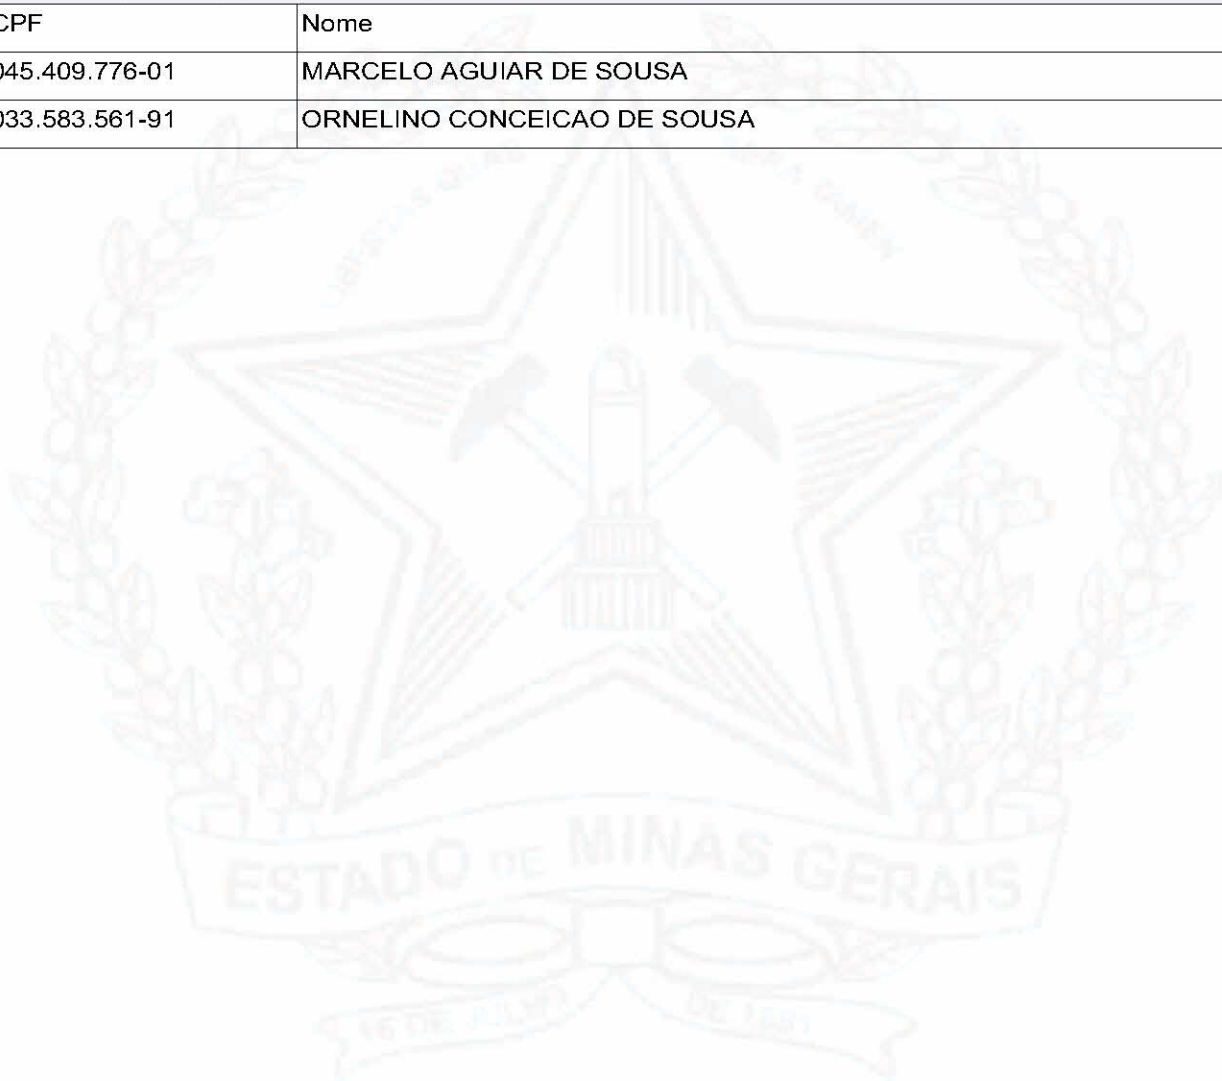 CPF Nome
045.409.776-01 MARCELO AGUIAR DE SOUSA
033.583.561-91 ORNELINO CONCEICAO DE SOUSA
ESTADO DE MINAS GERAIS